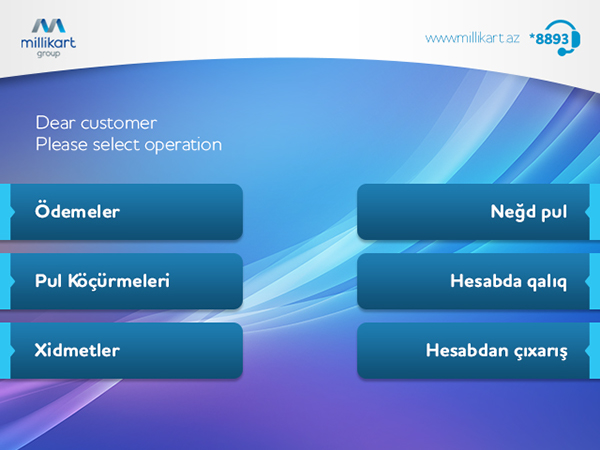 millikart
group
www.millikart.az
*8893
Dear customer
Please select operation
Ödemeler
Neğd pul
Pul Köçürmeleri
Hesabda qalıq
Xidmetler
Hesabdan çıxarış